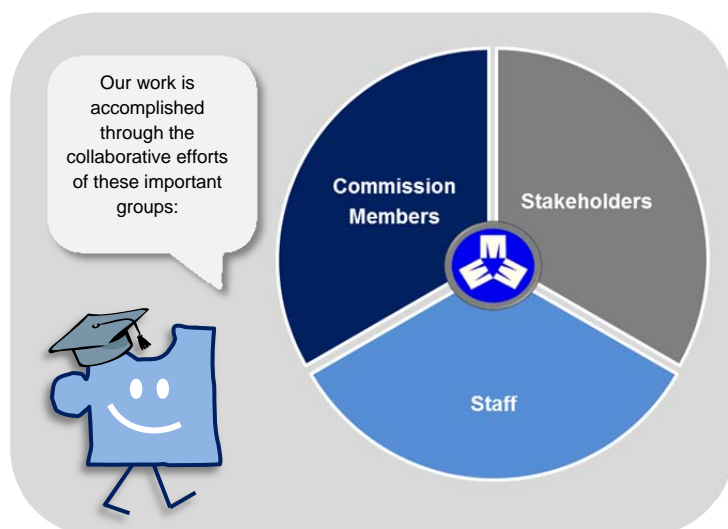 Our work is
accomplished
through the
collaborative efforts
of these important
groups:
Commission
Members
Stakeholders
M
Staff